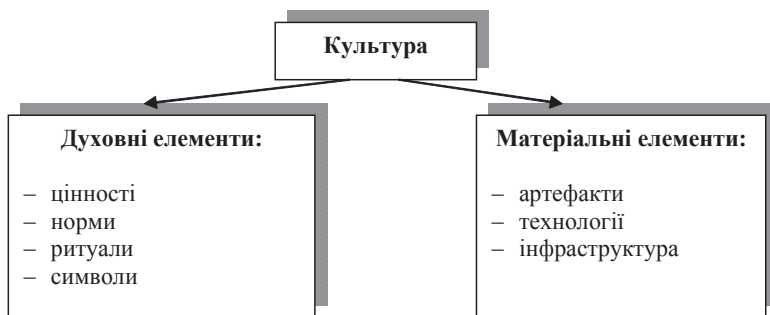 Культура
Духовні елементи:
– цінності
– норми
– ритуали
– символи
Матеріальні елементи:
– артефакти
– технології
– інфраструктура